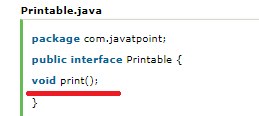 Printable.java
package com.javatpoint;
public interface Printable {
void print();
}